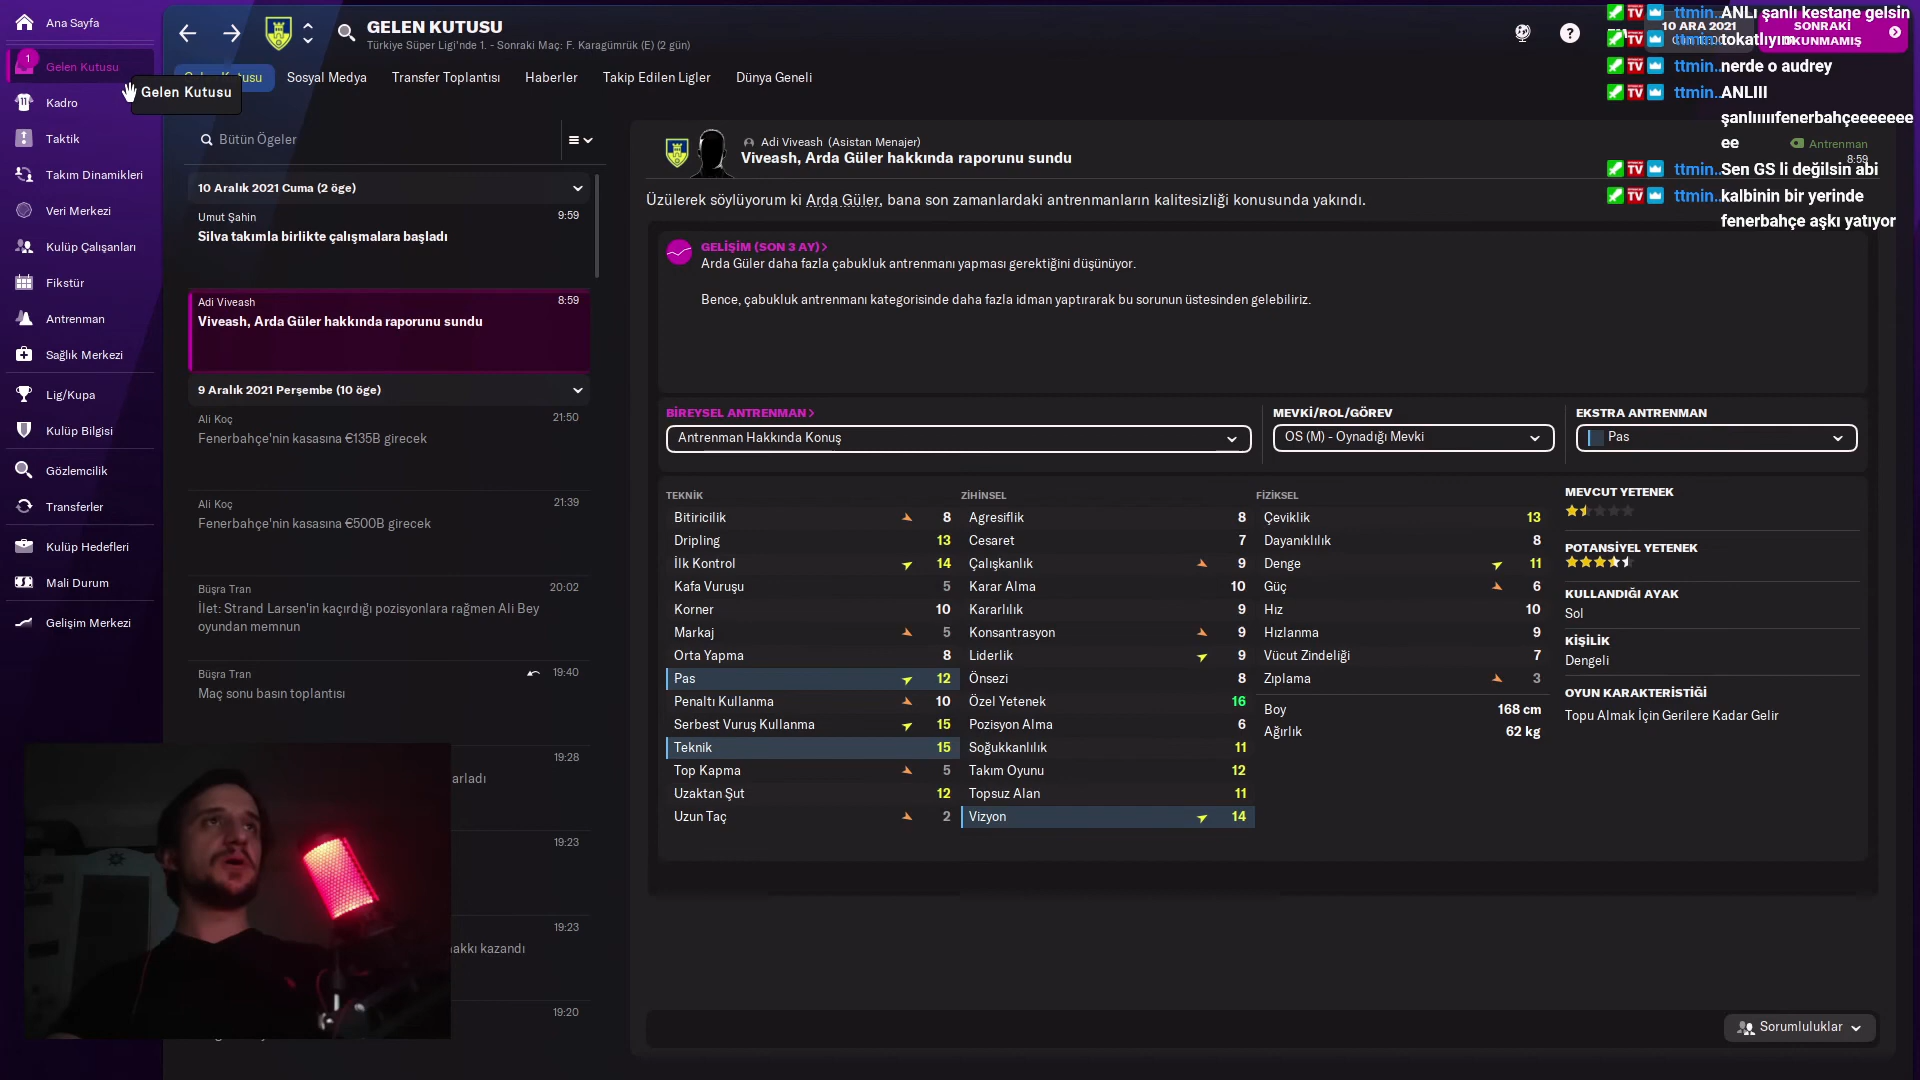 Ana Sayfa
1
Gelen Kutusu
Kadro
Taktik
Takım Dinamikleri
Veri Merkezi
Kulüp Çalışanları
Fikstür
Antrenman
Sağlık Merkezi
Lig/Kupa
Kulüp Bilgisi
Gözlemcilik
Transferler
Kulüp Hedefleri
Mali Durum
Gelişim Merkezi
GELEN KUTUSU
Türkiye Süper Ligi'nde 1. - Sonraki Maç: F. Karagümrük (E) (2 gün)
10 ARA 2021
SONRAKİ
OKUNMAMIŞ
Gelen Kutusu
Sosyal Medya
Transfer Toplantısı
Haberler
Takip Edilen Ligler
Dünya Geneli
Gelen Kutusu
ttmin..ANLı şanlı kestane gelsin
ttmin..tokatlıyım
ttmin..nerde o audrey
ttmin..ANLIII
şanlıııııfenerbahçeeeeeee
ee
ttmin..Sen GS li değilsin abi
ttmin..kalbinin bir yerinde
fenerbahçe aşkı yatıyor
Bütün Ögeler
10 Aralık 2021 Cuma (2 öge)
Umut Şahin 9:59
Silva takımla birlikte çalışmalara başladı
Adi Viveash 8:59
Viveash, Arda Güler hakkında raporunu sundu
9 Aralık 2021 Perşembe (10 öge)
Ali Koç 21:50
Fenerbahçe'nin kasasına €135B girecek
Ali Koç 21:39
Fenerbahçe'nin kasasına €500B girecek
Büşra Tran 20:02
İlet: Strand Larsen'in kaçırdığı pozisyonlara rağmen Ali Bey
oyundan memnun
Büşra Tran 19:40
Maç sonu basın toplantısı
19:28
arladı
19:23
19:23
akkı kazandı
19:20
Adi Viveash (Asistan Menajer)
Viveash, Arda Güler hakkında raporunu sundu
Antrenman
8:59
Üzülerek söylüyorum ki Arda Güler, bana son zamanlardaki antrenmanların kalitesizliği konusunda yakındı.
GELİŞİM (SON 3 AY)
Arda Güler daha fazla çabukluk antrenmanı yapması gerektiğini düşünüyor.
Bence, çabukluk antrenmanı kategorisinde daha fazla idman yaptırarak bu sorunun üstesinden gelebiliriz.
BİREYSEL ANTRENMAN
Antrenman Hakkında Konuş
MEVKİ/ROL/GÖREV
OS (M) - Oynadığı Mevki
EKSTRA ANTRENMAN
Pas
TEKNİK
Bitiricilik 8
Dripling 13
İlk Kontrol 14
Kafa Vuruşu 5
Korner 10
Markaj 5
Orta Yapma 8
Pas 12
Penaltı Kullanma 10
Serbest Vuruş Kullanma 15
Teknik 15
Top Kapma 5
Uzaktan Şut 12
Uzun Taç 2
ZİHİNSEL
Agresiflik 8
Cesaret 7
Çalışkanlık 9
Karar Alma 10
Kararlılık 9
Konsantrasyon 9
Liderlik 9
Önsezi 8
Özel Yetenek 16
Pozisyon Alma 6
Soğukkanlılık 11
Takım Oyunu 12
Topsuz Alan 11
Vizyon 14
FİZİKSEL
Çeviklik 13
Dayanıklılık 8
Denge 11
Güç 6
Hız 10
Hızlanma 9
Vücut Zindeliği 7
Zıplama 3
Boy 168 cm
Ağırlık 62 kg
MEVCUT YETENEK
POTANSİYEL YETENEK
KULLANDIĞI AYAK
Sol
KİŞİLİK
Dengeli
OYUN KARAKTERİSTİĞİ
Topu Almak İçin Gerilere Kadar Gelir
Sorumluluklar